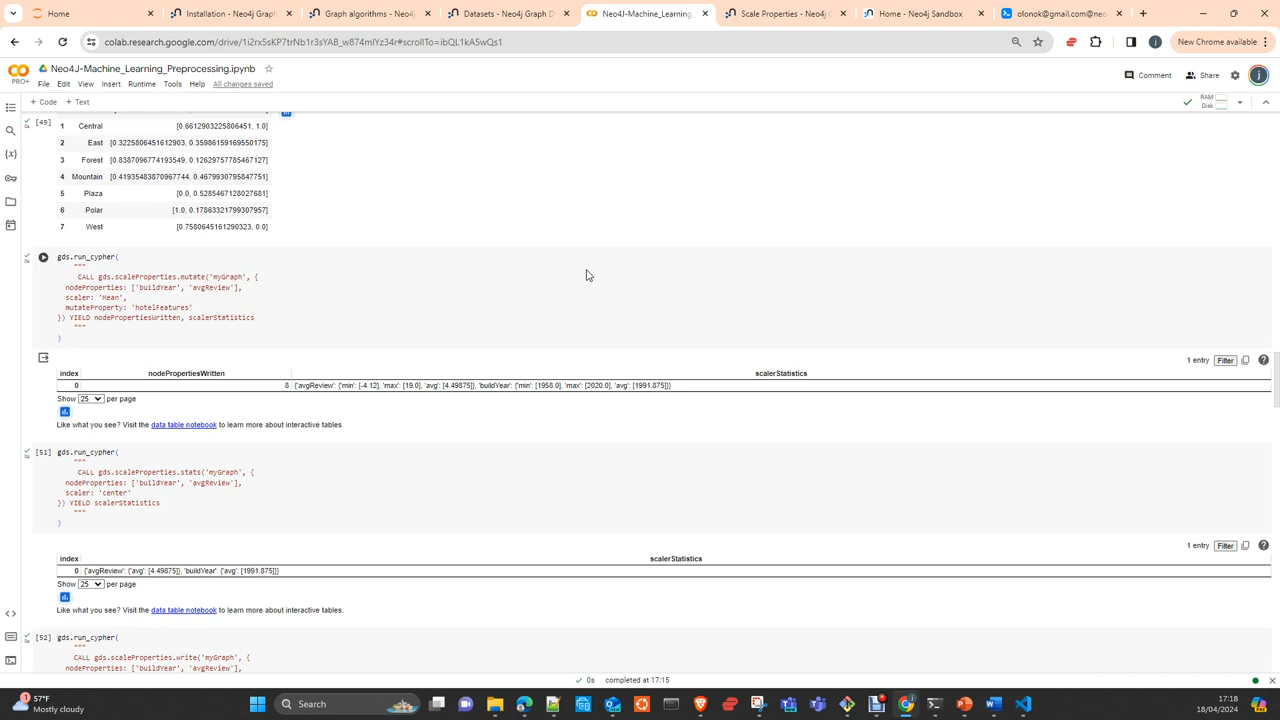 Home
Installation - Neo4j Graph
Graph algorithms - Neo4j
Datasets - Neo4j Graph D
Neo4J-Machine_Learning_
Scale Properties - Neo4j G
Home - Neo4j Sandbox
olonok@gmail.com@neo
colab.research.google.com/drive/1i2rx5sKP7trNb1r3sYAB_w874mIYz34r#scrollTo=ibQL1kA5wQs1
New Chrome available
PRO+
Neo4J-Machine_Learning_Preprocessing.ipynb
File Edit View Insert Runtime Tools Help All changes saved
Comment Share
+ Code + Text
RAM
Disk
[49]
1 Central [0.6612903225806451, 1.0]
2 East [0.3225806451612903, 0.35986159169550175]
3 Forest [0.8387096774193549, 0.12629757785467127]
4 Mountain [0.41935483870967744, 0.4679930795847751]
5 Plaza [0.0, 0.5285467128027681]
6 Polar [1.0, 0.17863321799307957]
7 West [0.7580645161290323, 0.0]
gds.run_cypher(
"""
CALL gds.scaleProperties.mutate('myGraph', {
nodeProperties: ['buildYear', 'avgReview'],
scaler: 'Mean',
mutateProperty: 'hotelFeatures'
}) YIELD nodePropertiesWritten, scalerStatistics
"""
)
1 entry Filter
index nodePropertiesWritten scalerStatistics
0 8 {'avgReview': {'min': [-4.12], 'max': [19.0], 'avg': [4.49875]}, 'buildYear': {'min': [1958.0], 'max': [2020.0], 'avg': [1991.875]}}
Show 25 per page
Like what you see? Visit the data table notebook to learn more about interactive tables.
[51] gds.run_cypher(
"""
CALL gds.scaleProperties.stats('myGraph', {
nodeProperties: ['buildYear', 'avgReview'],
scaler: 'center'
}) YIELD scalerStatistics
"""
)
1 entry Filter
index scalerStatistics
0 {'avgReview': {'avg': [4.49875]}, 'buildYear': {'avg': [1991.875]}}
Show 25 per page
Like what you see? Visit the data table notebook to learn more about interactive tables.
[52] gds.run_cypher(
"""
CALL gds.scaleProperties.write('myGraph', {
nodeProperties: ['buildYear', 'avgReview'],
0s completed at 17:15
57°F
Mostly cloudy
Search
17:18
18/04/2024